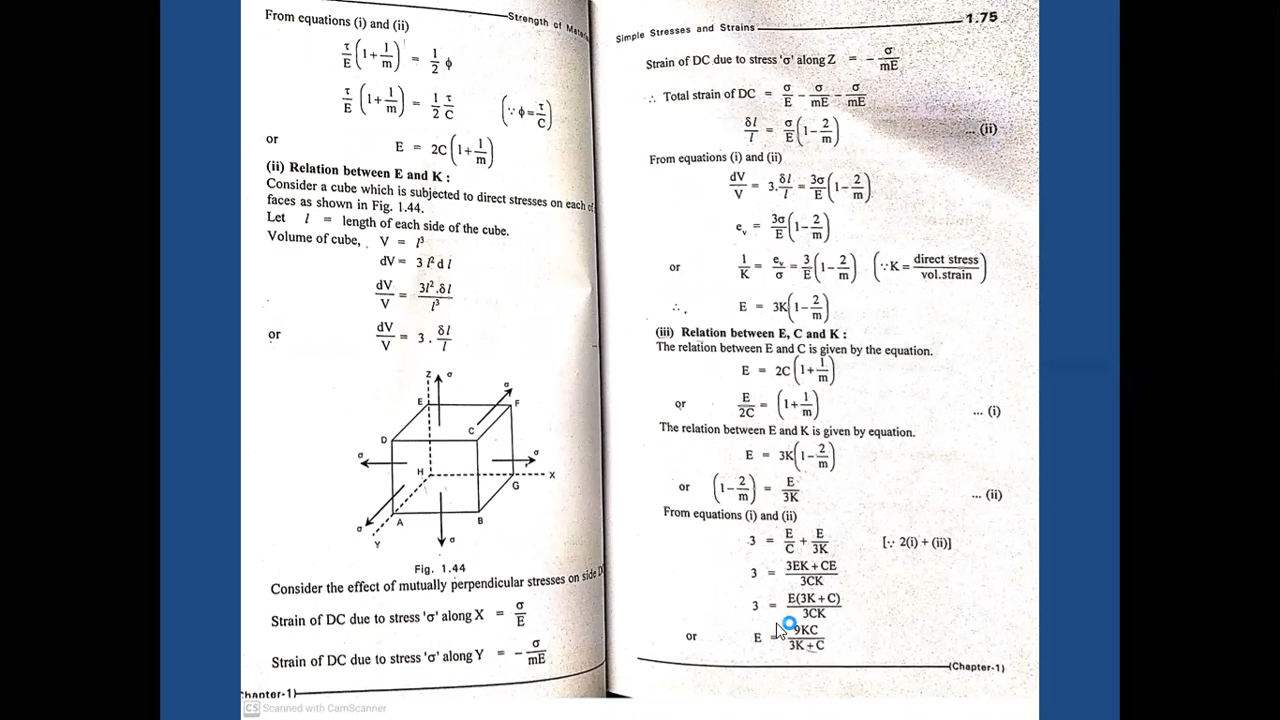 Strength of Mate
From equations (i) and (ii)
τ/E (1 + 1/m) = 1/2 φ
τ/E (1 + 1/m) = 1/2 τ/C (∵ φ = τ/C)
or E = 2C (1 + 1/m)
(ii) Relation between E and K :
Consider a cube which is subjected to direct stresses on each of
faces as shown in Fig. 1.44.
Let l = length of each side of the cube.
Volume of cube, V = l³
dV = 3 l² d l
dV/V = 3l².δl/l³
or dV/V = 3 . δl/l
Z σ
E F σ
D C
σ σ
H X
G
A B
σ Y σ
Fig. 1.44
Consider the effect of mutually perpendicular stresses on side D
Strain of DC due to stress 'σ' along X = σ/E
Strain of DC due to stress 'σ' along Y = − σ/mE
hapter-1)
CS Scanned with CamScanner
Simple Stresses and Strains 1.75
Strain of DC due to stress 'σ' along Z = − σ/mE
∴ Total strain of DC = σ/E − σ/mE − σ/mE
δl/l = σ/E (1 − 2/m) ... (ii)
From equations (i) and (ii)
dV/V = 3. δl/l = 3σ/E (1 − 2/m)
eᵥ = 3σ/E (1 − 2/m)
or 1/K = eᵥ/σ = 3/E (1 − 2/m) (∵ K = direct stress/vol.strain)
∴ E = 3K (1 − 2/m)
(iii) Relation between E, C and K :
The relation between E and C is given by the equation.
E = 2C (1 + 1/m)
or E/2C = (1 + 1/m) ... (i)
The relation between E and K is given by equation.
E = 3K (1 − 2/m)
or (1 − 2/m) = E/3K ... (ii)
From equations (i) and (ii)
3 = E/C + E/3K [∵ 2(i) + (ii)]
3 = 3EK + CE/3CK
3 = E(3K + C)/3CK
or E = 9KC/3K + C
(Chapter-1)